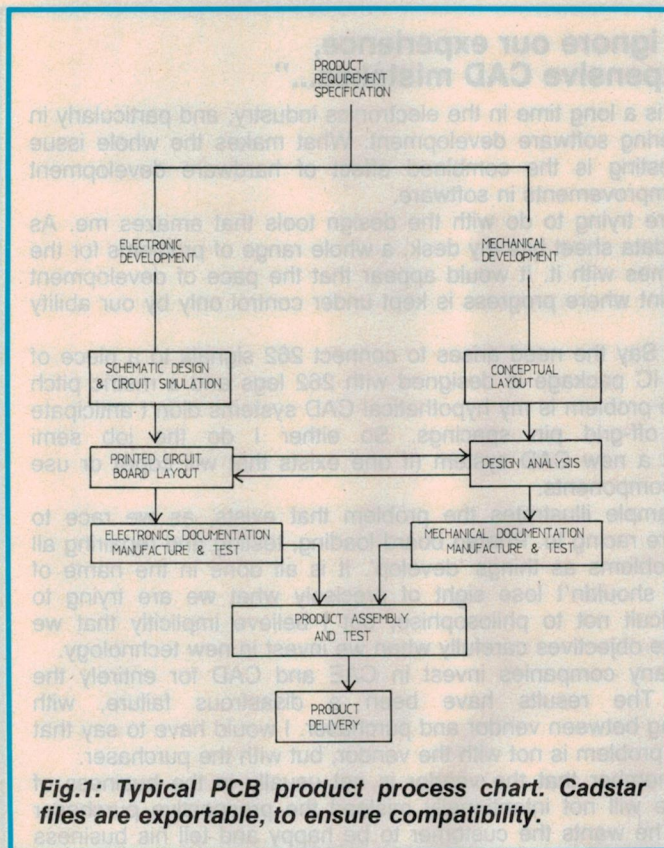 PRODUCT
REQUIREMENT
SPECIFICATION
ELECTRONIC
DEVELOPMENT
MECHANICAL
DEVELOPMENT
SCHEMATIC DESIGN
& CIRCUIT SIMULATION
CONCEPTUAL
LAYOUT
PRINTED CIRCUIT
BOARD LAYOUT
DESIGN ANALYSIS
ELECTRONICS DOCUMENTATION
MANUFACTURE & TEST
MECHANICAL DOCUMENTATION
MANUFACTURE & TEST
PRODUCT ASSEMBLY
AND TEST
PRODUCT
DELIVERY
Fig.1: Typical PCB product process chart. Cadstar
files are exportable, to ensure compatibility.